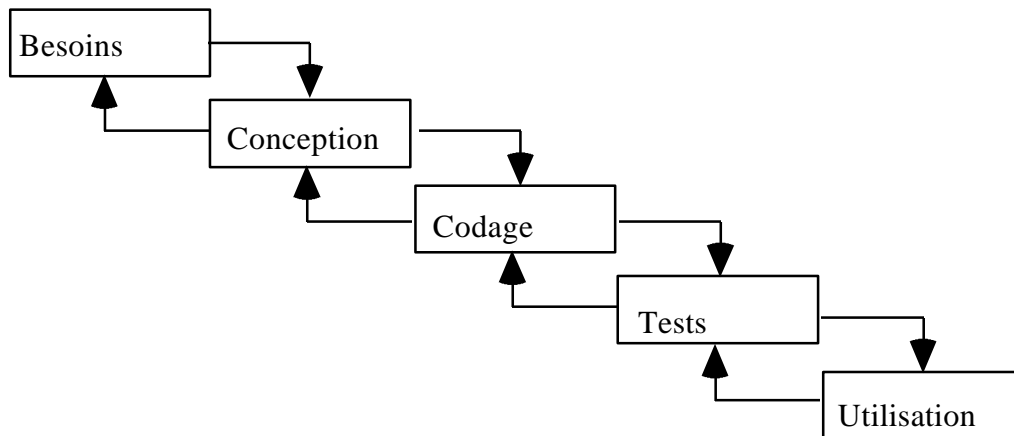 Besoins
Conception
Codage
Tests
Utilisation